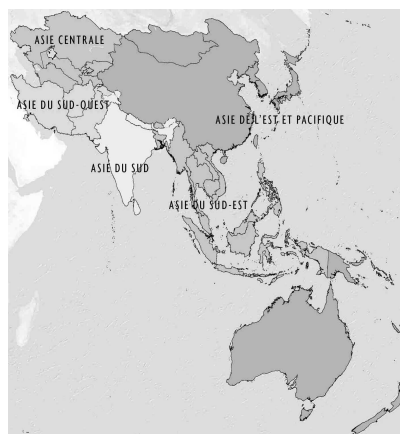 ASIE CENTRALE
ASIE DU SUD-OUEST
ASIE DE L'EST ET PACIFIQUE
ASIE DU SUD
ASIE DU SUD-EST